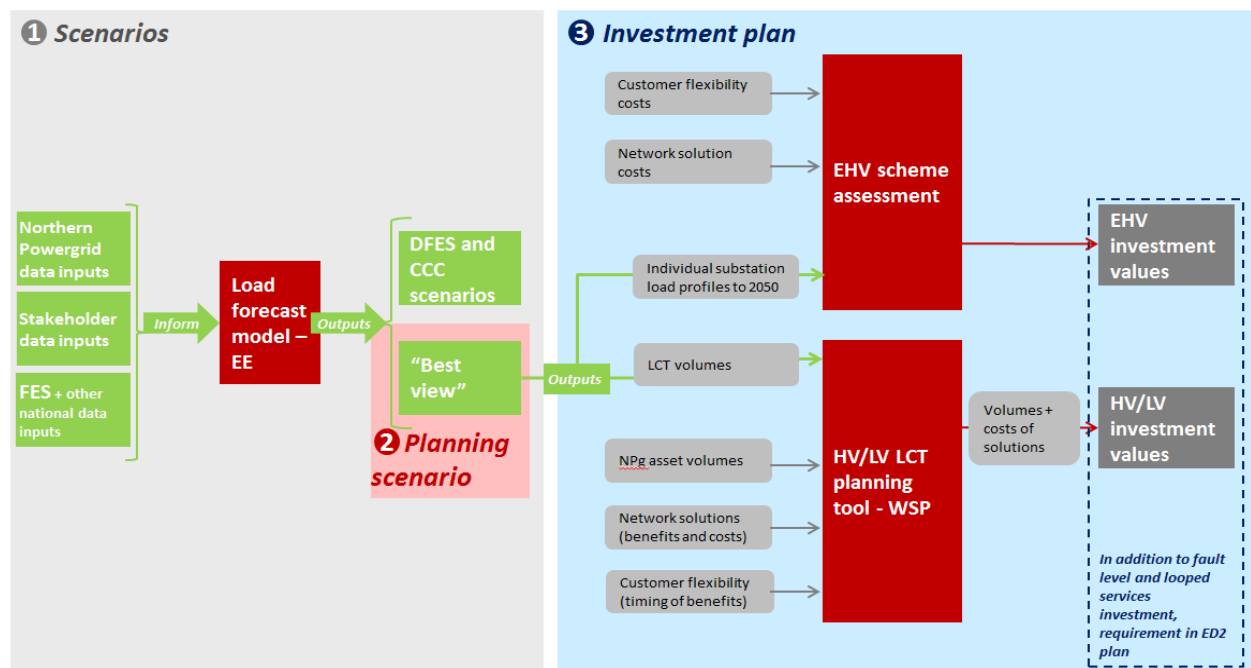 ❶ Scenarios
Northern
Powergrid
data inputs
Stakeholder
data inputs
FES + other
national data
inputs
Inform
Load
forecast
model –
EE
Outputs
DFES and
CCC
scenarios
“Best
view”
❷ Planning
scenario
Outputs
❸ Investment plan
Customer flexibility
costs
Network solution
costs
Individual substation
load profiles to 2050
EHV scheme
assessment
EHV
investment
values
LCT volumes
NPg asset volumes
Network solutions
(benefits and costs)
Customer flexibility
(timing of benefits)
HV/LV LCT
planning
tool - WSP
Volumes +
costs of
solutions
HV/LV
investment
values
In addition to fault
level and looped
services
investment,
requirement in ED2
plan